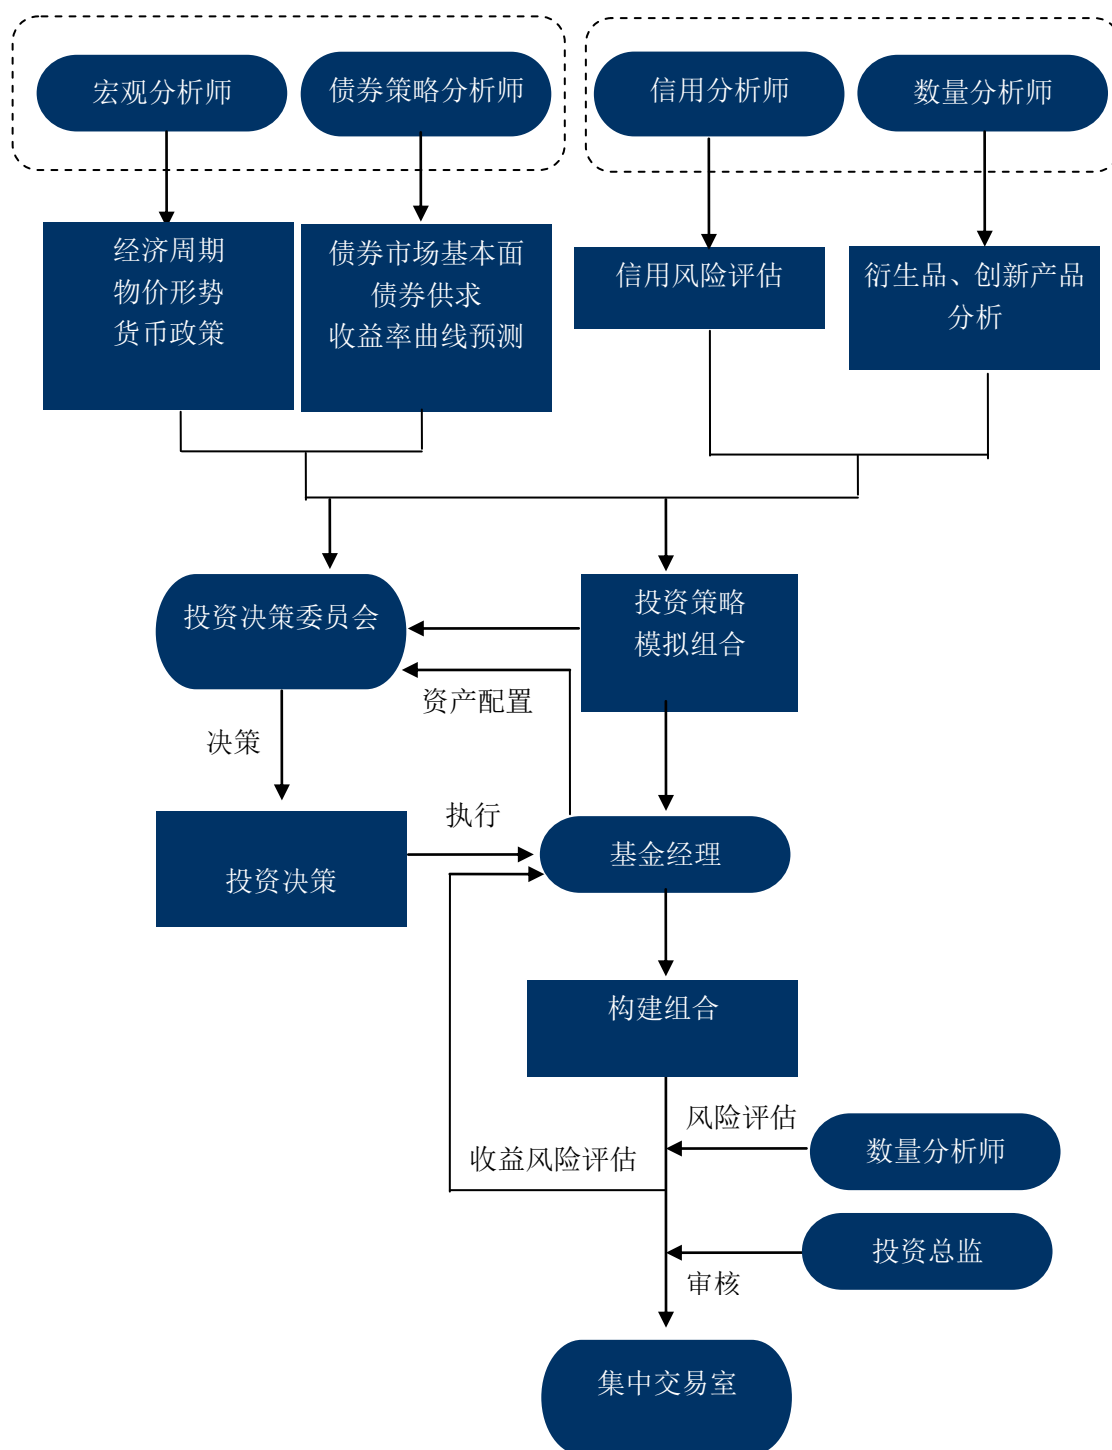 宏观分析师
债券策略分析师
信用分析师
数量分析师
经济周期
物价形势
货币政策
债券市场基本面
债券供求
收益率曲线预测
信用风险评估
衍生品、创新产品
分析
投资决策委员会
投资策略
模拟组合
资产配置
决策
执行
投资决策
基金经理
构建组合
风险评估
数量分析师
收益风险评估
投资总监
审核
集中交易室